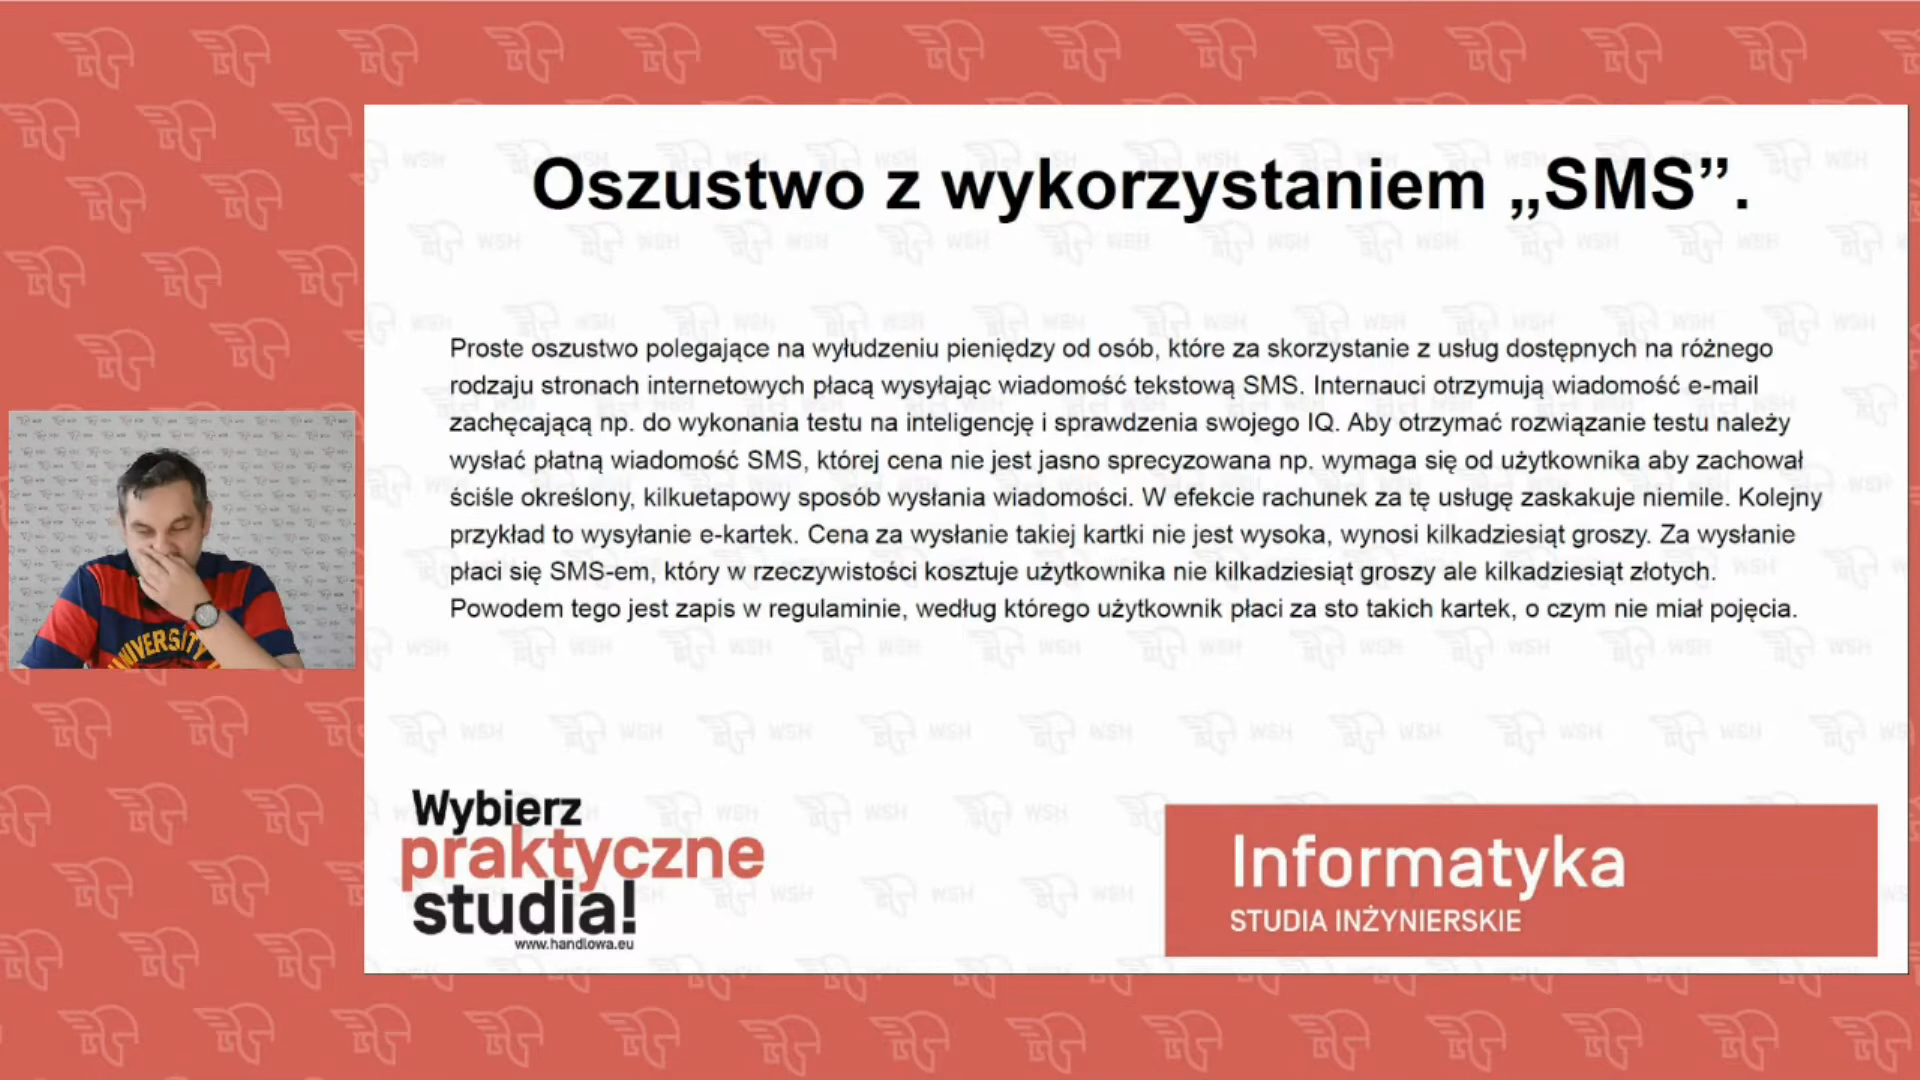 Oszustwo z wykorzystaniem „SMS”.
Proste oszustwo polegające na wyłudzeniu pieniędzy od osób, które za skorzystanie z usług dostępnych na różnego
rodzaju stronach internetowych płacą wysyłając wiadomość tekstową SMS. Internauci otrzymują wiadomość e-mail
zachęcającą np. do wykonania testu na inteligencję i sprawdzenia swojego IQ. Aby otrzymać rozwiązanie testu należy
wysłać płatną wiadomość SMS, której cena nie jest jasno sprecyzowana np. wymaga się od użytkownika aby zachował
ściśle określony, kilkuetapowy sposób wysłania wiadomości. W efekcie rachunek za tę usługę zaskakuje niemile. Kolejny
przykład to wysyłanie e-kartek. Cena za wysłanie takiej kartki nie jest wysoka, wynosi kilkadziesiąt groszy. Za wysłanie
płaci się SMS-em, który w rzeczywistości kosztuje użytkownika nie kilkadziesiąt groszy ale kilkadziesiąt złotych.
Powodem tego jest zapis w regulaminie, według którego użytkownik płaci za sto takich kartek, o czym nie miał pojęcia.
Wybierz
praktyczne
studia!
www.handlowa.eu
Informatyka
STUDIA INŻYNIERSKIE
WSH